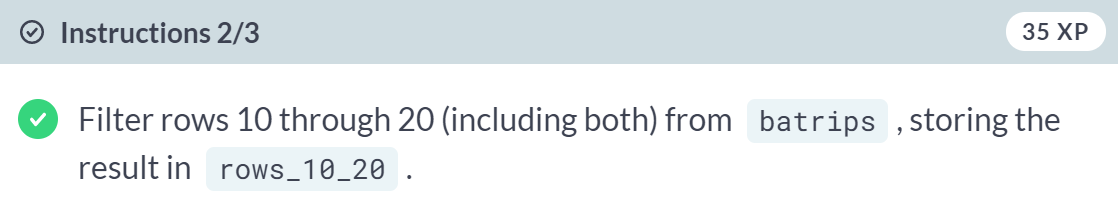 Instructions 2/3
35 XP
Filter rows 10 through 20 (including both) from batrips , storing the
result in rows_10_20 .